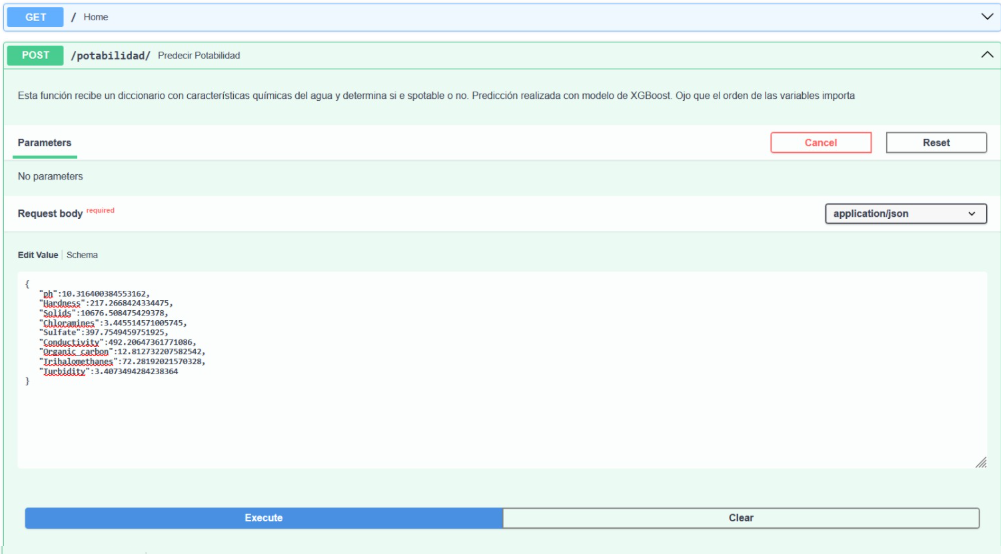 GET / Home
POST /potabilidad/ Predecir Potabilidad
Esta función recibe un diccionario con características químicas del agua y determina si e spotable o no. Predicción realizada con modelo de XGBoost. Ojo que el orden de las variables importa
Parameters Cancel Reset
No parameters
Request body required application/json
Edit Value | Schema
{
"ph":10.316400384553162,
"Hardness":217.2668424334475,
"Solids":10676.508475429378,
"Chloramines":3.445514571005745,
"Sulfate":397.7549459751925,
"Conductivity":492.20647361771086,
"Organic_carbon":12.812732207582542,
"Trihalomethanes":72.28192021570328,
"Turbidity":3.4073494284238364
}
Execute Clear